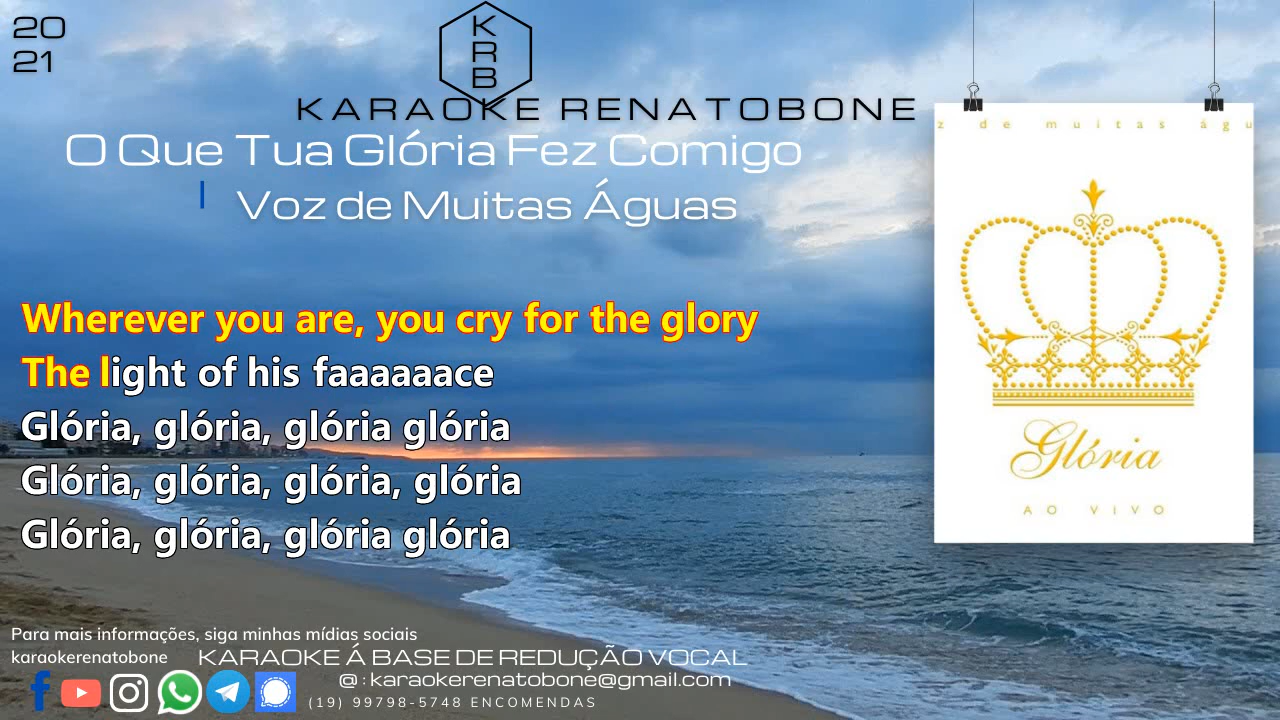 20
21
K
R
B
KARAOKE RENATOBONE
O Que Tua Glória Fez Comigo
Voz de Muitas Águas
z de muitas águ
Wherever you are, you cry for the glory
The light of his faaaaaaace
Glória, glória, glória glória
Glória, glória, glória, glória
Glória, glória, glória glória
Glória
AO VIVO
Para mais informações, siga minhas mídias sociais
karaokerenatobone
KARAOKE Á BASE DE REDUÇÃO VOCAL
@:karaokerenatobone@gmail.com
(19) 99798-5748 ENCOMENDAS